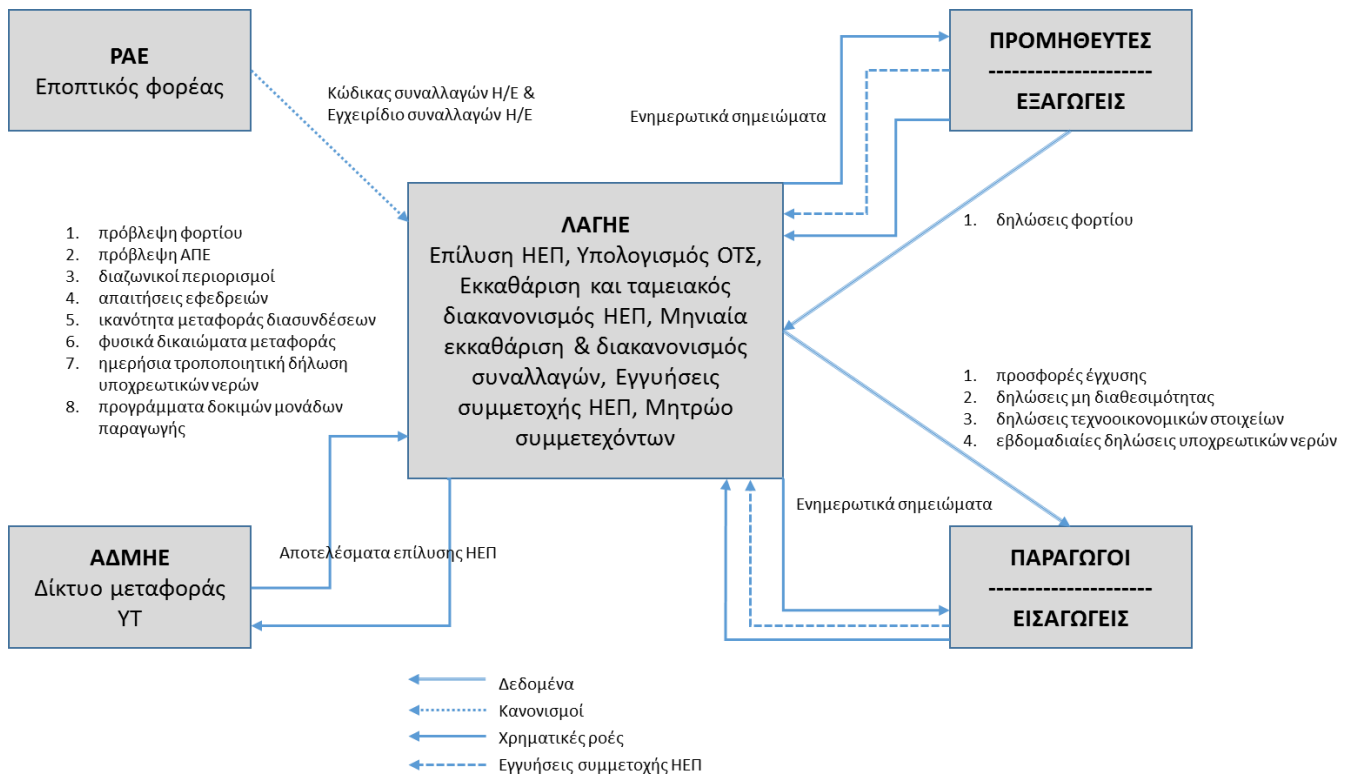 ΡΑΕ
Εποπτικός φορέας
Κώδικας συναλλαγών Η/Ε &
Εγχειρίδιο συναλλαγών Η/Ε
Ενημερωτικά σημειώματα
ΠΡΟΜΗΘΕΥΤΕΣ
---------------------
ΕΞΑΓΩΓΕΙΣ
1. δηλώσεις φορτίου
ΛΑΓΗΕ
Επίλυση ΗΕΠ, Υπολογισμός ΟΤΣ,
Εκκαθάριση και ταμειακός
διακανονισμός ΗΕΠ, Μηνιαία
εκκαθάριση & διακανονισμός
συναλλαγών, Εγγυήσεις
συμμετοχής ΗΕΠ, Μητρώο
συμμετεχόντων
1. πρόβλεψη φορτίου
2. πρόβλεψη ΑΠΕ
3. διαζωνικοί περιορισμοί
4. απαιτήσεις εφεδρειών
5. ικανότητα μεταφοράς διασυνδέσεων
6. φυσικά δικαιώματα μεταφοράς
7. ημερήσια τροποποιητική δήλωση
υποχρεωτικών νερών
8. προγράμματα δοκιμών μονάδων
παραγωγής
1. προσφορές έγχυσης
2. δηλώσεις μη διαθεσιμότητας
3. δηλώσεις τεχνοοικονομικών στοιχείων
4. εβδομαδιαίες δηλώσεις υποχρεωτικών νερών
Ενημερωτικά σημειώματα
ΑΔΜΗΕ
Δίκτυο μεταφοράς
ΥΤ
Αποτελέσματα επίλυσης ΗΕΠ
ΠΑΡΑΓΩΓΟΙ
---------------------
ΕΙΣΑΓΩΓΕΙΣ
Δεδομένα
Κανονισμοί
Χρηματικές ροές
Εγγυήσεις συμμετοχής ΗΕΠ